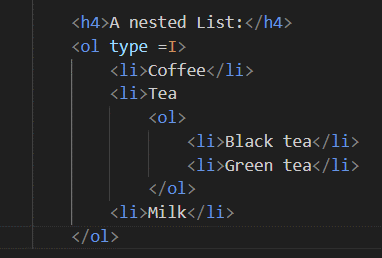 <h4>A nested List:</h4>
<ol type =I>
<li>Coffee</li>
<li>Tea
<ol>
<li>Black tea</li>
<li>Green tea</li>
</ol>
<li>Milk</li>
</ol>